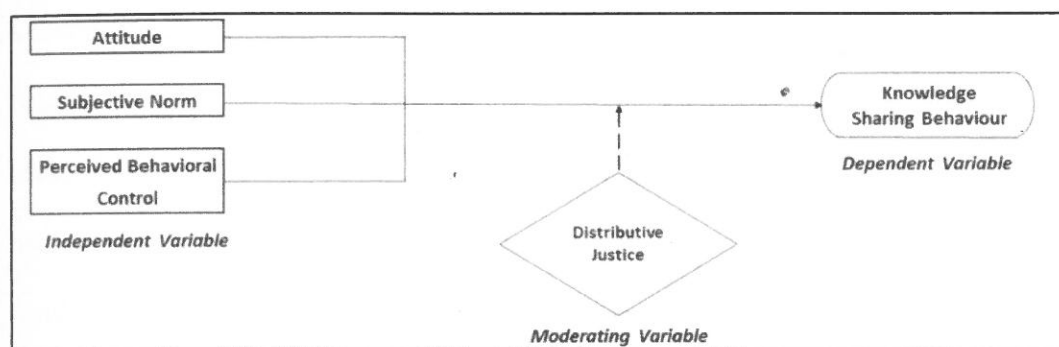 Attitude
Subjective Norm
Perceived Behavioral
Control
Independent Variable
Knowledge
Sharing Behaviour
Dependent Variable
Distributive
Justice
Moderating Variable